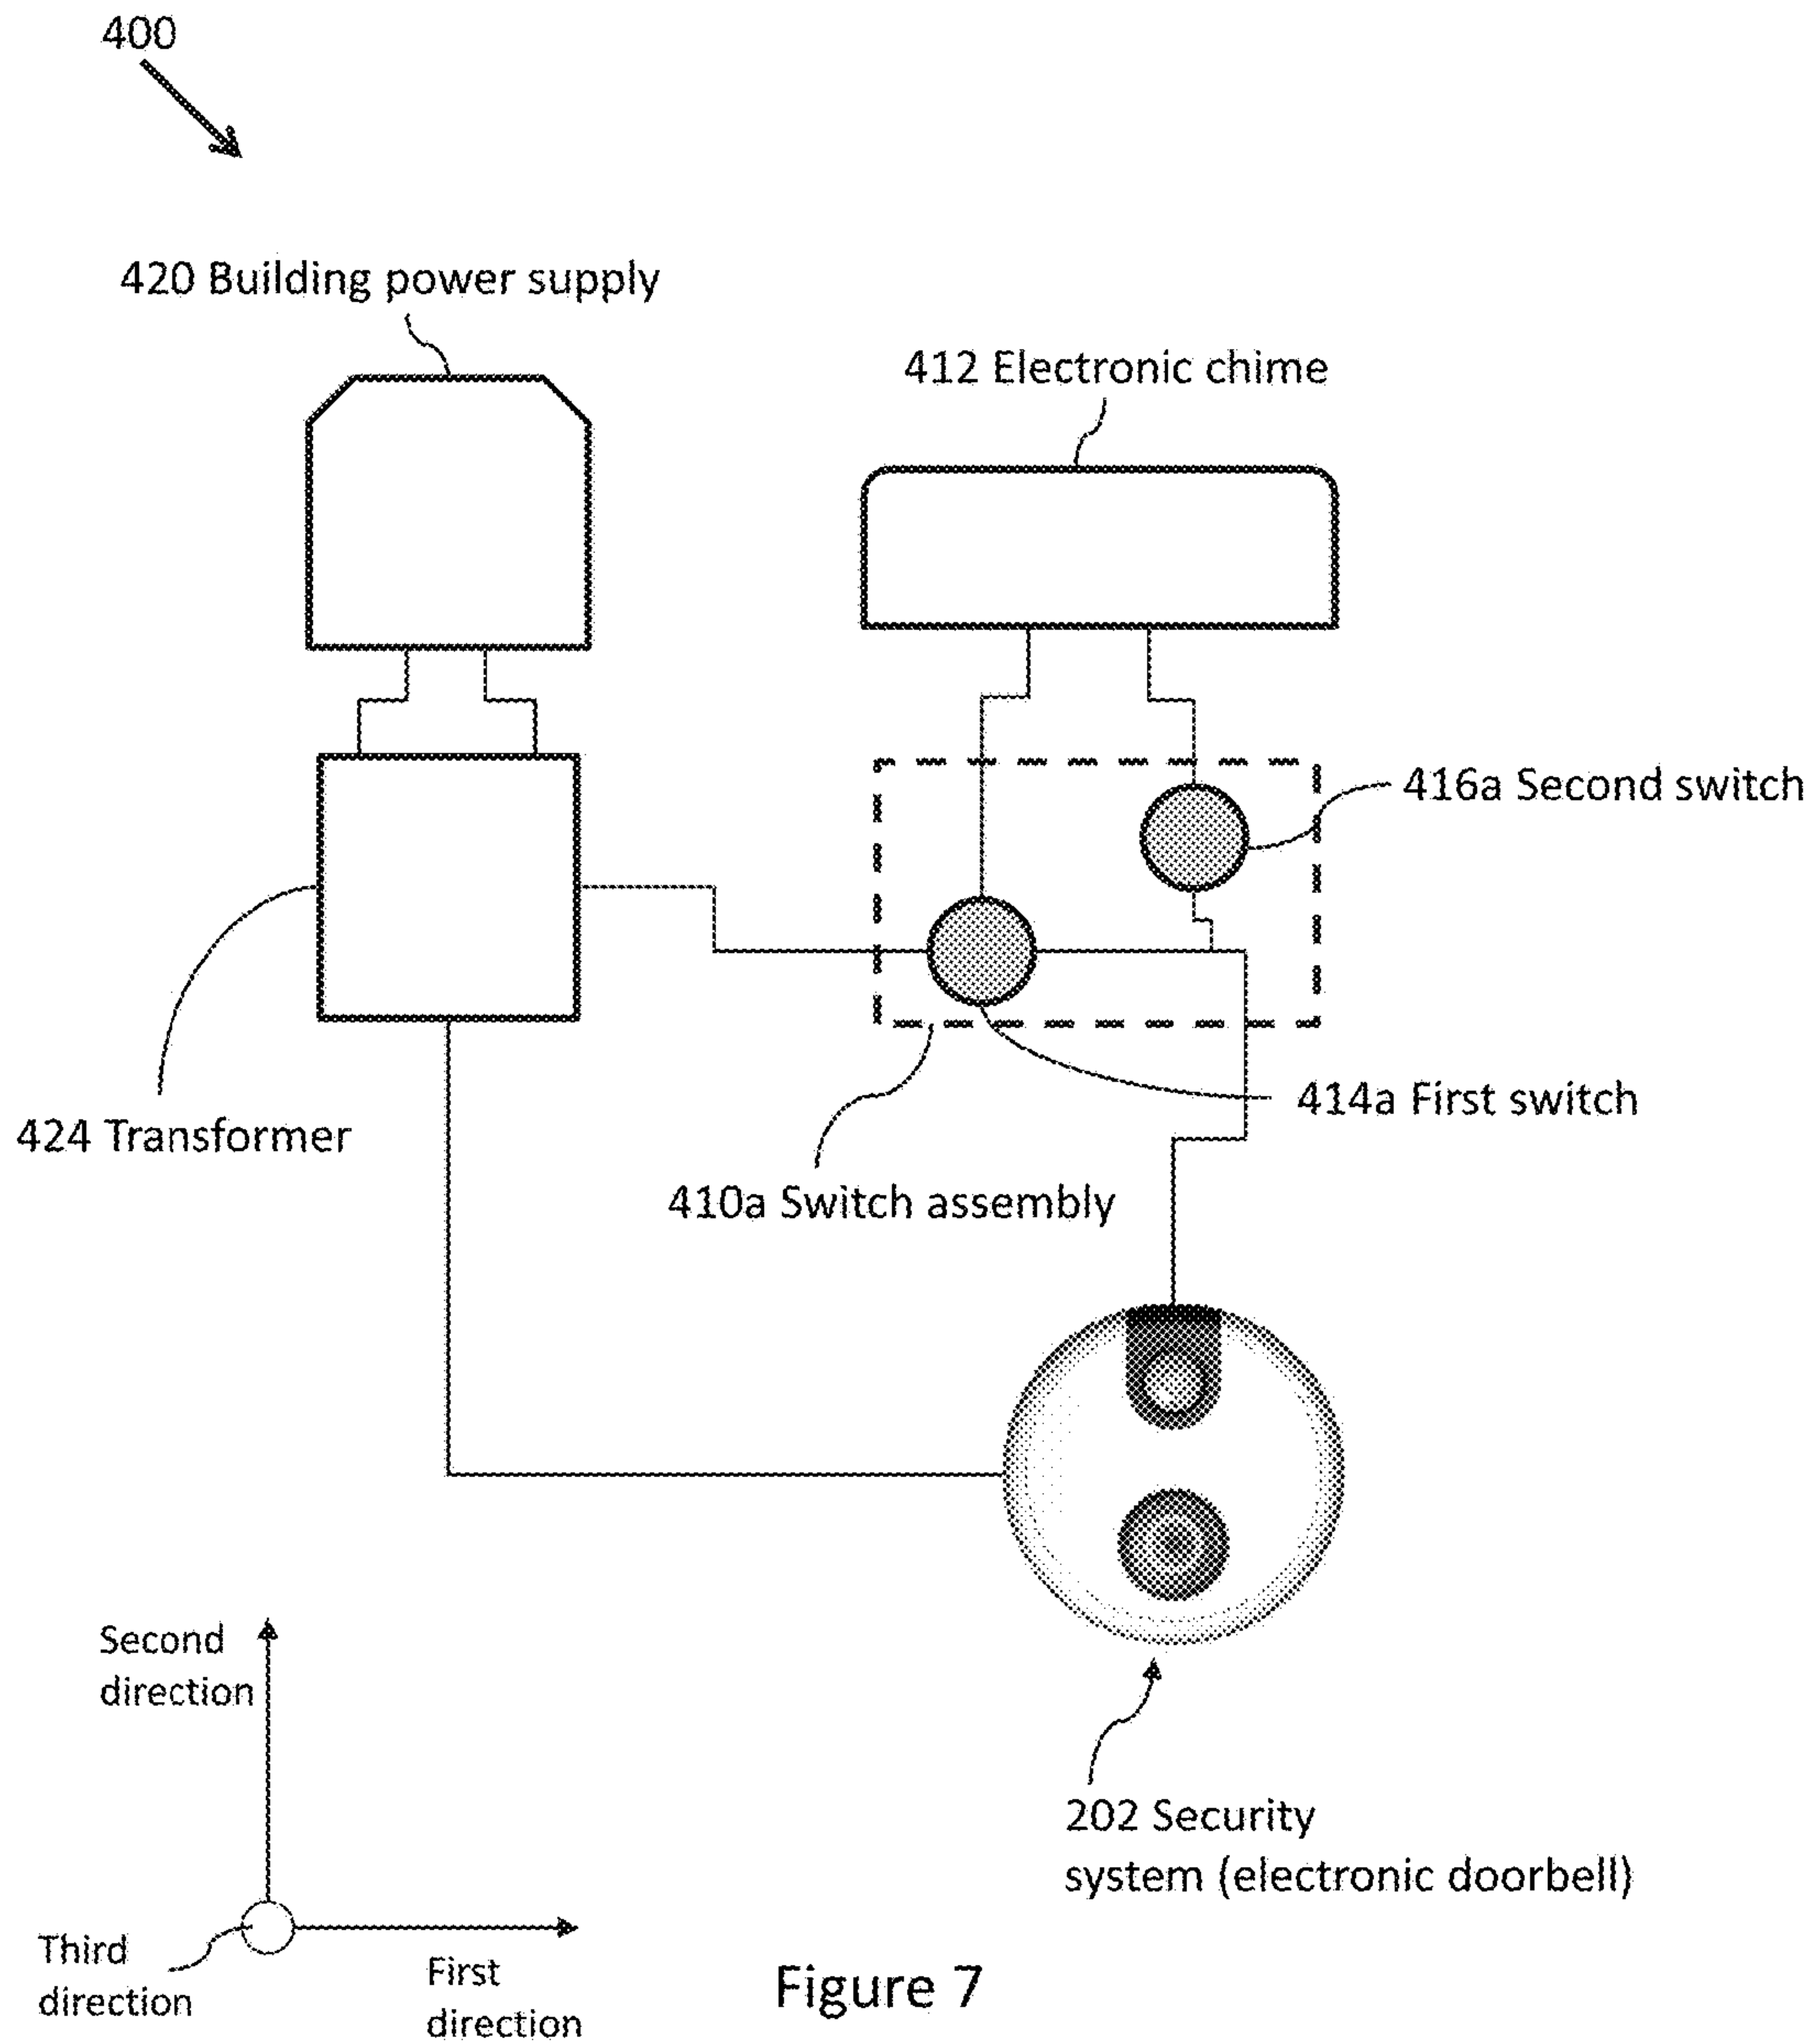 400
420 Building power supply
412 Electronic chime
416a Second switch
414a First switch
424 Transformer
410a Switch assembly
202 Security
system (electronic doorbell)
Second
direction
Third
direction
First
direction
Figure 7